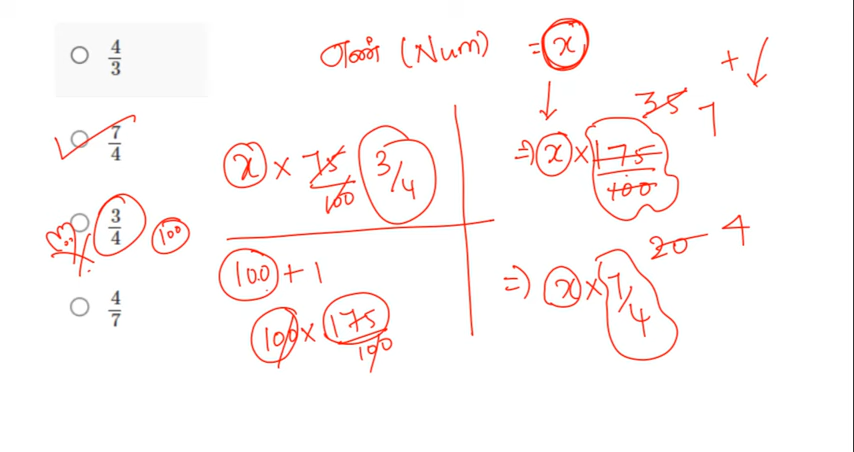 4/3
7/4
3/4 100
4/7
எண் (Num) = x
+
x × 75/100 3/4
⇒ x × 175/100 35 7
20 4
100 + 1
100 × 175/100
⇒ x × 7/4